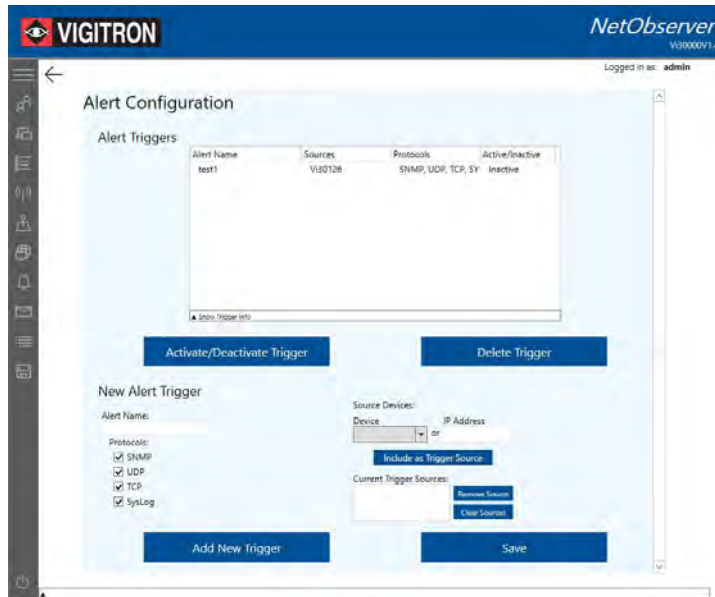 VIGITRON
NetObserver
Vi30000V1.
Logged in as: admin
Alert Configuration
Alert Triggers
Alert Name Sources Protocols Active/Inactive
test1 Vi30126 SNMP, UDP, TCP, SY Inactive
▲ Show Trigger Info
Activate/Deactivate Trigger Delete Trigger
New Alert Trigger
Source Devices:
Alert Name: Device IP Address
or
Protocols:
SNMP Include as Trigger Source
UDP
TCP Current Trigger Sources:
SysLog Remove Source
Clear Sources
Add New Trigger Save